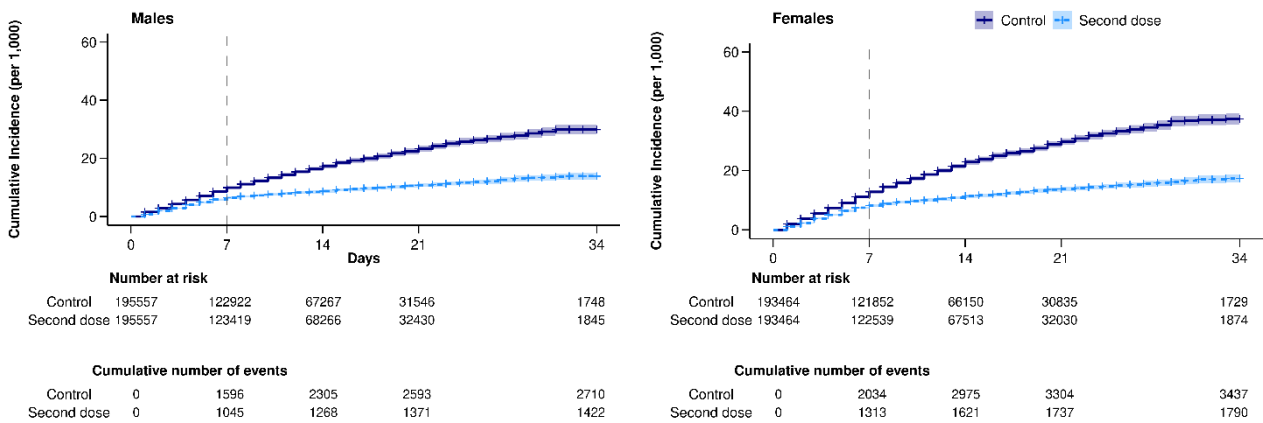 Males
Cumulative Incidence (per 1,000)
60
40
20
0
0 7 14 21 34
Days
Number at risk
Control 195557 122922 67267 31546 1748
Second dose 195557 123419 68266 32430 1845
Cumulative number of events
Control 0 1596 2305 2593 2710
Second dose 0 1045 1268 1371 1422
Females
Control Second dose
Cumulative Incidence (per 1,000)
60
40
20
0
0 7 14 21 34
Number at risk
Control 193464 121852 66150 30835 1729
Second dose 193464 122539 67513 32030 1874
Cumulative number of events
Control 0 2034 2975 3304 3437
Second dose 0 1313 1621 1737 1790